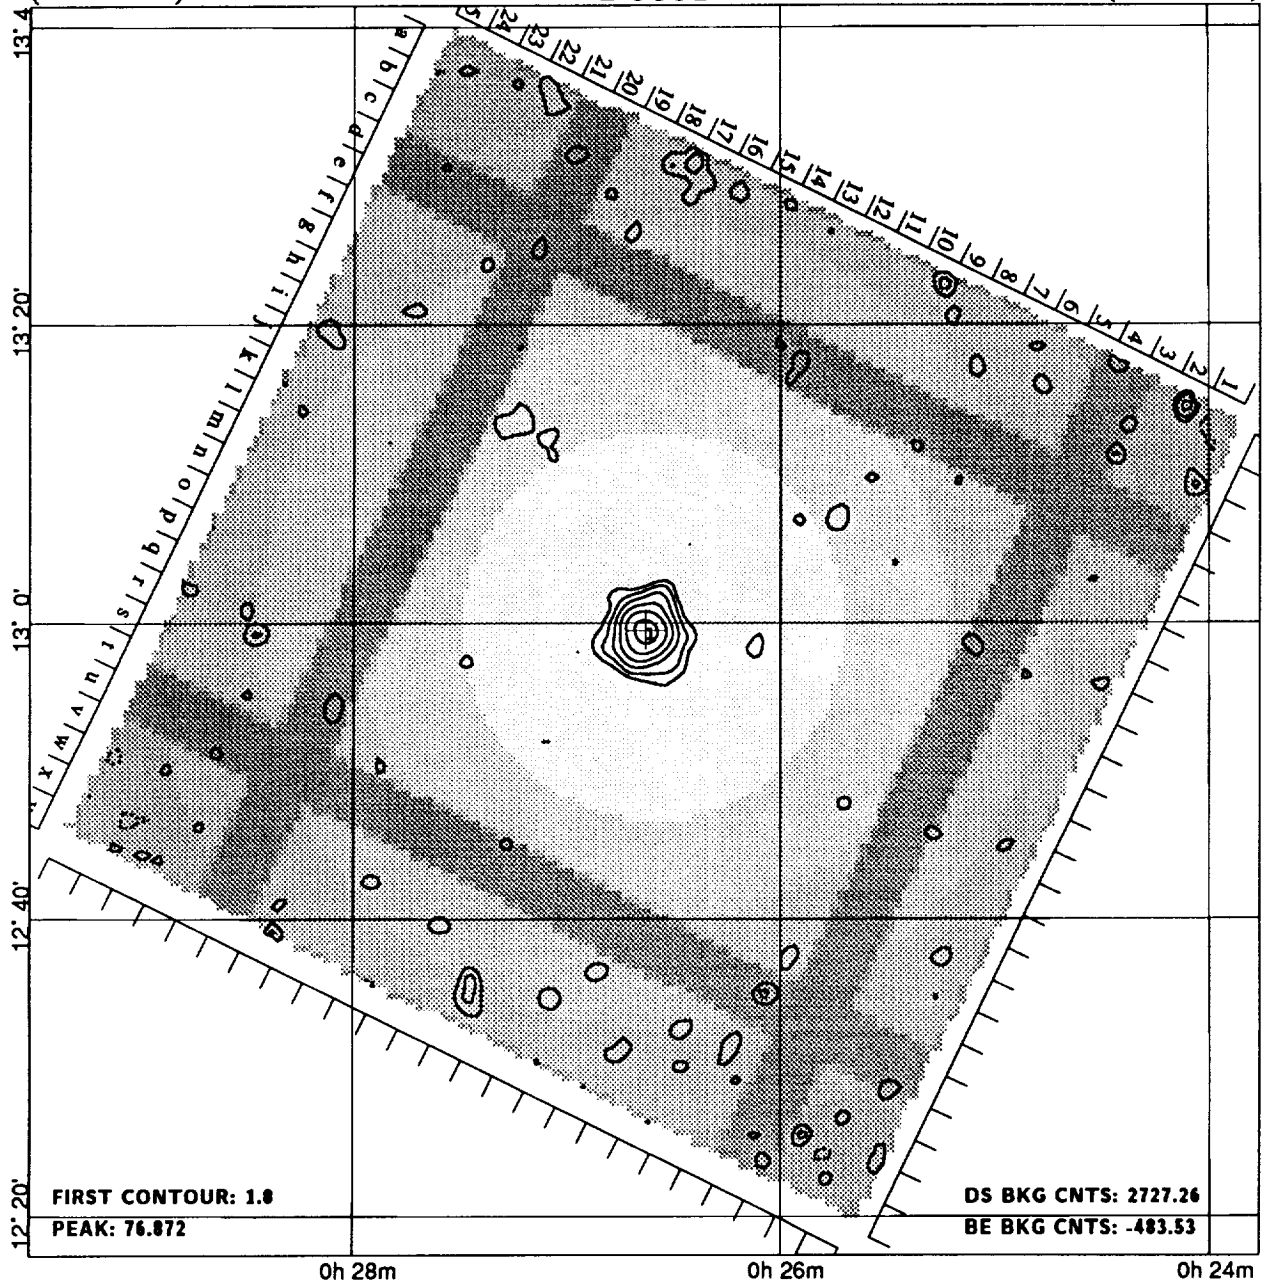 13° 4
5 24 23 22 21 20 19 18 17 16 15 14 13 12 11 10 9 8 7 6 5 4 3 2 1
a b c d e f g h i j k l m n o p q r s t u v w x
13° 20'
13° 0'
12° 40'
12° 20'
FIRST CONTOUR: 1.8
PEAK: 76.872
DS BKG CNTS: 2727.26
BE BKG CNTS: -483.53
0h 28m
0h 26m
0h 24m